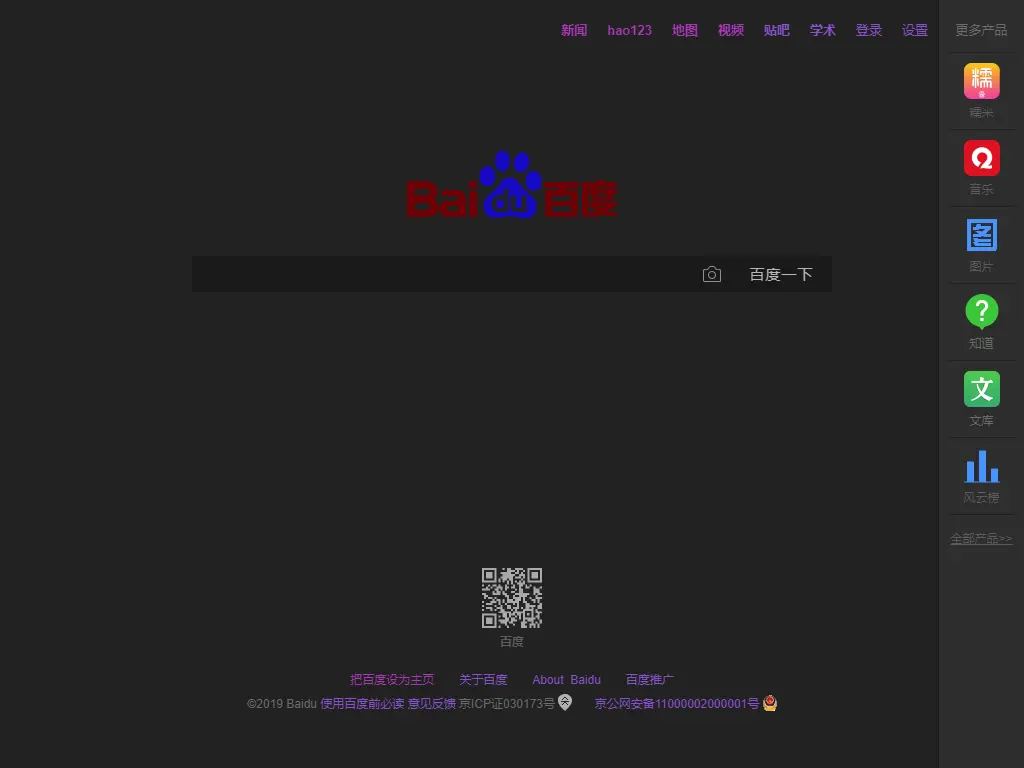 新闻 hao123 地图 视频 贴吧 学术 登录 设置 更多产品
糯
糯米
音乐
图
图片
?
知道
文
文库
风云榜
全部产品>>
Bai du 百度
百度一下
百度
把百度设为主页 关于百度 About Baidu 百度推广
©2019 Baidu 使用百度前必读 意见反馈 京ICP证030173号 京公网安备11000002000001号